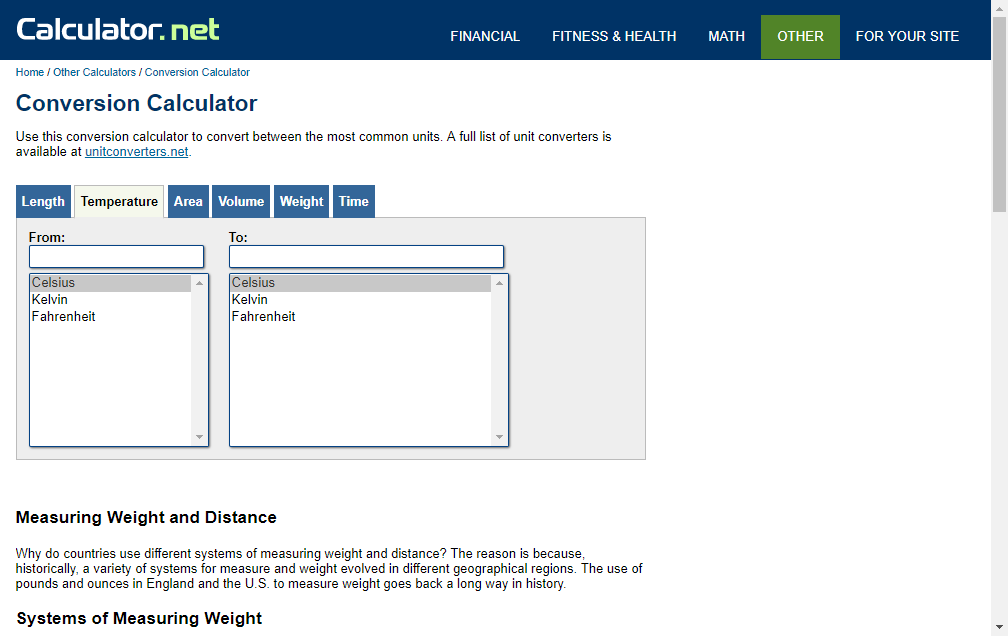 Calculator.net
FINANCIAL FITNESS & HEALTH MATH OTHER FOR YOUR SITE
Home / Other Calculators / Conversion Calculator
Conversion Calculator
Use this conversion calculator to convert between the most common units. A full list of unit converters is
available at unitconverters.net.
Length Temperature Area Volume Weight Time
From: To:
Celsius Celsius
Kelvin Kelvin
Fahrenheit Fahrenheit
Measuring Weight and Distance
Why do countries use different systems of measuring weight and distance? The reason is because,
historically, a variety of systems for measure and weight evolved in different geographical regions. The use of
pounds and ounces in England and the U.S. to measure weight goes back a long way in history.
Systems of Measuring Weight